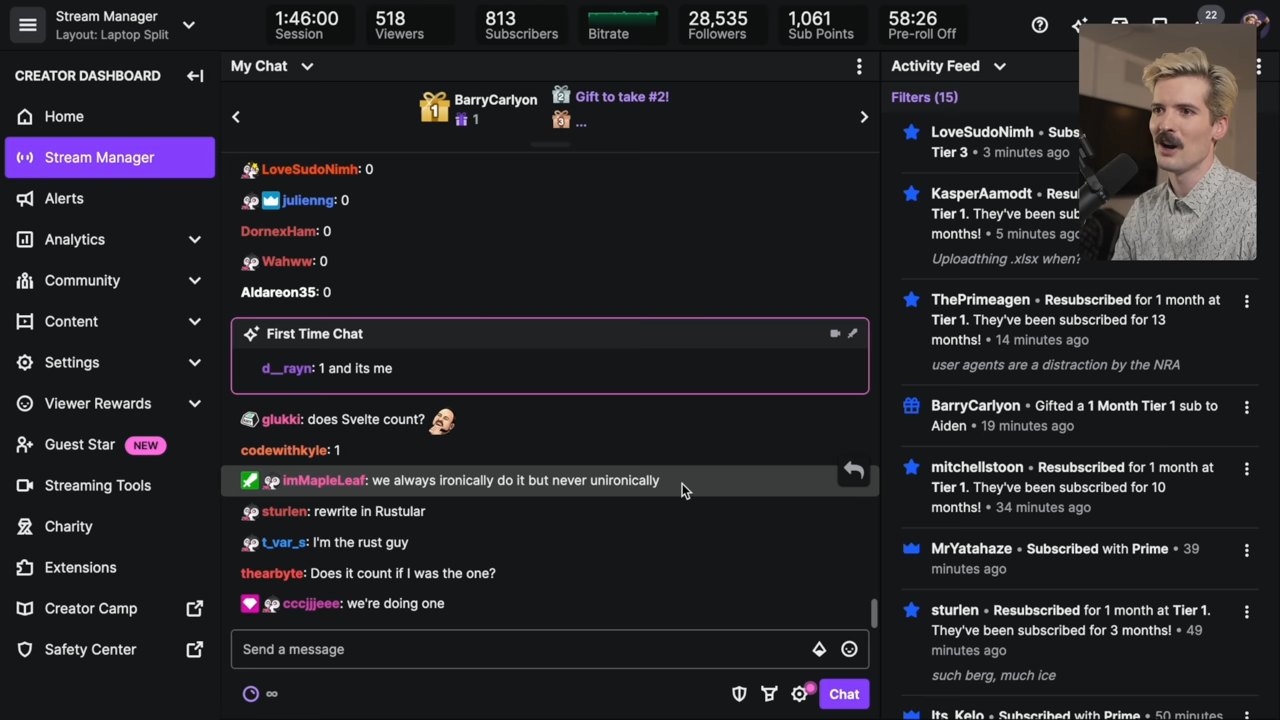 Stream Manager
Layout: Laptop Split
1:46:00
Session
518
Viewers
813
Subscribers
Bitrate
28,535
Followers
1,061
Sub Points
58:26
Pre-roll Off
22
CREATOR DASHBOARD
Home
Stream Manager
Alerts
Analytics
Community
Content
Settings
Viewer Rewards
Guest Star NEW
Streaming Tools
Charity
Extensions
Creator Camp
Safety Center
My Chat
1
BarryCarlyon
1
2
Gift to take #2!
3
...
LoveSudoNimh: 0
julienng: 0
DornexHam: 0
Wahww: 0
Aldareon35: 0
First Time Chat
d__rayn: 1 and its me
glukki: does Svelte count?
codewithkyle: 1
imMapleLeaf: we always ironically do it but never unironically
sturlen: rewrite in Rustular
t_var_s: I'm the rust guy
thearbyte: Does it count if I was the one?
cccjjjeee: we're doing one
Send a message
∞
Chat
Activity Feed
Filters (15)
LoveSudoNimh • Subs
Tier 3 • 3 minutes ago
KasperAamodt • Resu
Tier 1. They've been sub
months! • 5 minutes ago
Uploadthing .xlsx when?
ThePrimeagen • Resubscribed for 1 month at
Tier 1. They've been subscribed for 13
months! • 14 minutes ago
user agents are a distraction by the NRA
BarryCarlyon • Gifted a 1 Month Tier 1 sub to
Aiden • 19 minutes ago
mitchellstoon • Resubscribed for 1 month at
Tier 1. They've been subscribed for 10
months! • 34 minutes ago
MrYatahaze • Subscribed with Prime • 39
minutes ago
sturlen • Resubscribed for 1 month at Tier 1.
They've been subscribed for 3 months! • 49
minutes ago
such berg, much ice
Its_Kelo • Subscribed with Prime • 50 minutes